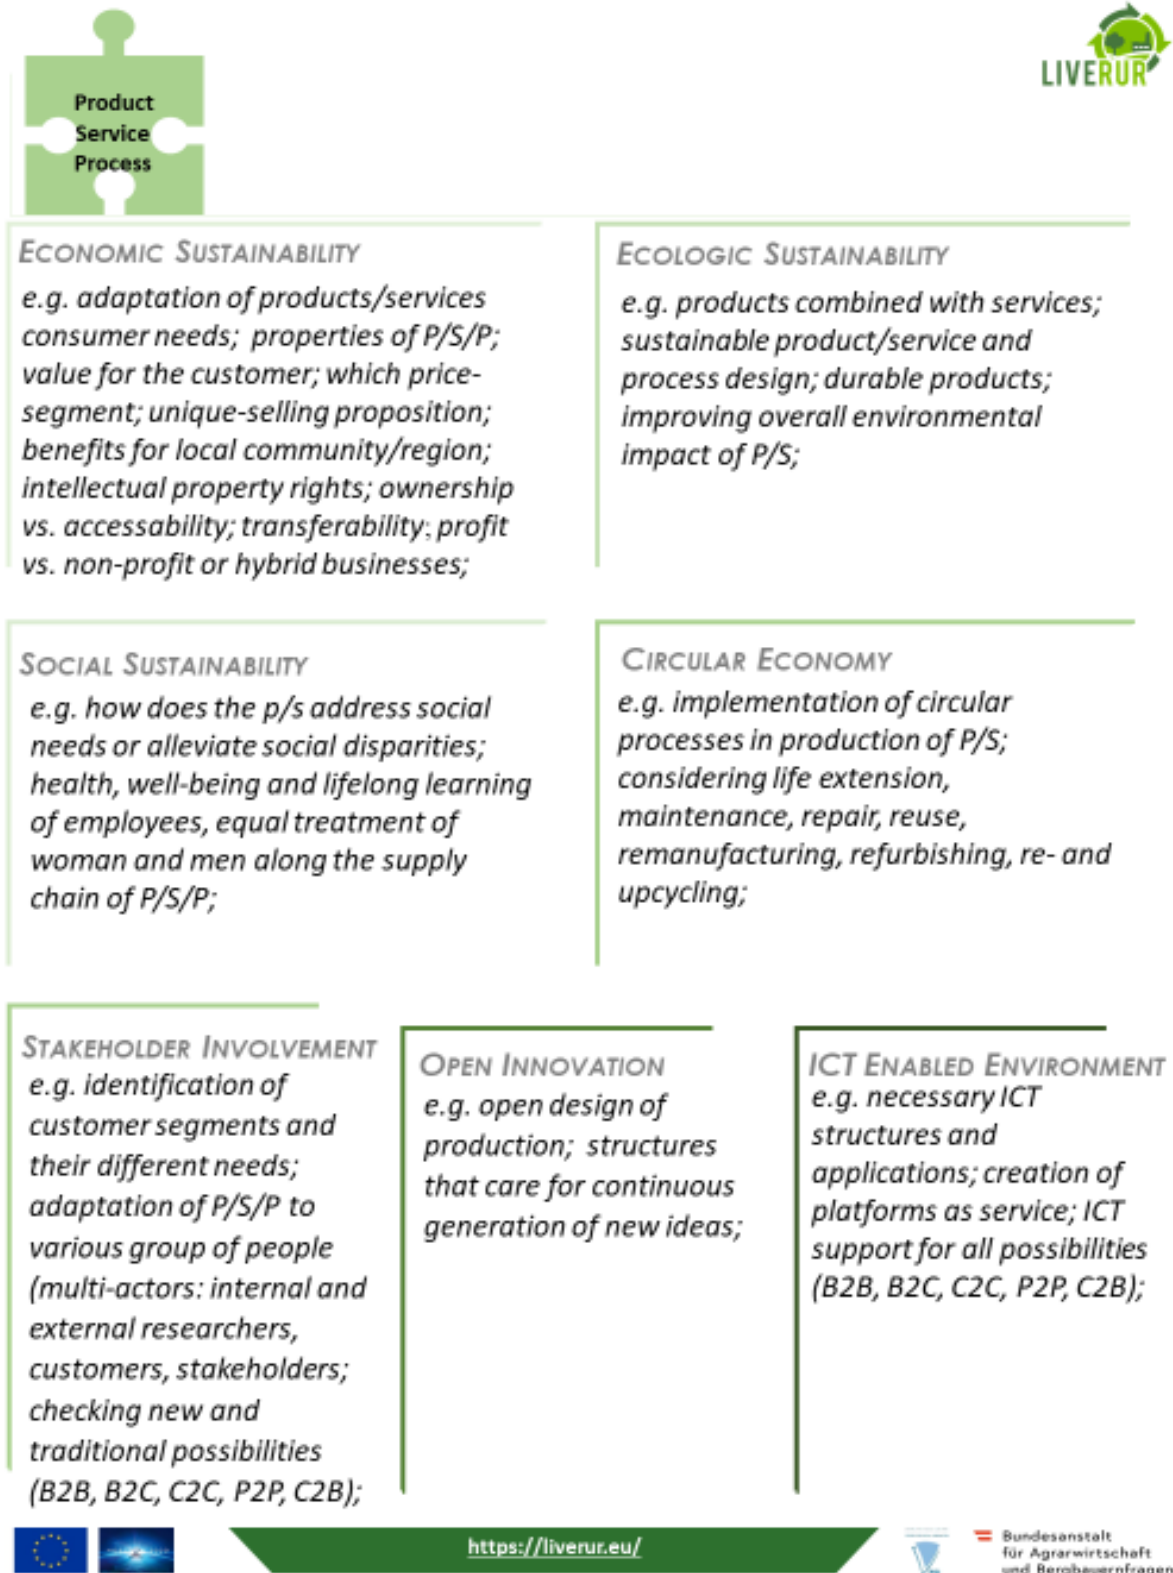 Product
Service
Process
LIVERUR
ECONOMIC SUSTAINABILITY
e.g. adaptation of products/services
consumer needs; properties of P/S/P;
value for the customer; which price-
segment; unique-selling proposition;
benefits for local community/region;
intellectual property rights; ownership
vs. accessability; transferability; profit
vs. non-profit or hybrid businesses;
ECOLOGIC SUSTAINABILITY
e.g. products combined with services;
sustainable product/service and
process design; durable products;
improving overall environmental
impact of P/S;
SOCIAL SUSTAINABILITY
e.g. how does the p/s address social
needs or alleviate social disparities;
health, well-being and lifelong learning
of employees, equal treatment of
woman and men along the supply
chain of P/S/P;
CIRCULAR ECONOMY
e.g. implementation of circular
processes in production of P/S;
considering life extension,
maintenance, repair, reuse,
remanufacturing, refurbishing, re- and
upcycling;
STAKEHOLDER INVOLVEMENT
e.g. identification of
customer segments and
their different needs;
adaptation of P/S/P to
various group of people
(multi-actors: internal and
external researchers,
customers, stakeholders;
checking new and
traditional possibilities
(B2B, B2C, C2C, P2P, C2B);
OPEN INNOVATION
e.g. open design of
production; structures
that care for continuous
generation of new ideas;
ICT ENABLED ENVIRONMENT
e.g. necessary ICT
structures and
applications; creation of
platforms as service; ICT
support for all possibilities
(B2B, B2C, C2C, P2P, C2B);
https://liverur.eu/
Bundesanstalt
für Agrarwirtschaft
und Bergbauernfragen